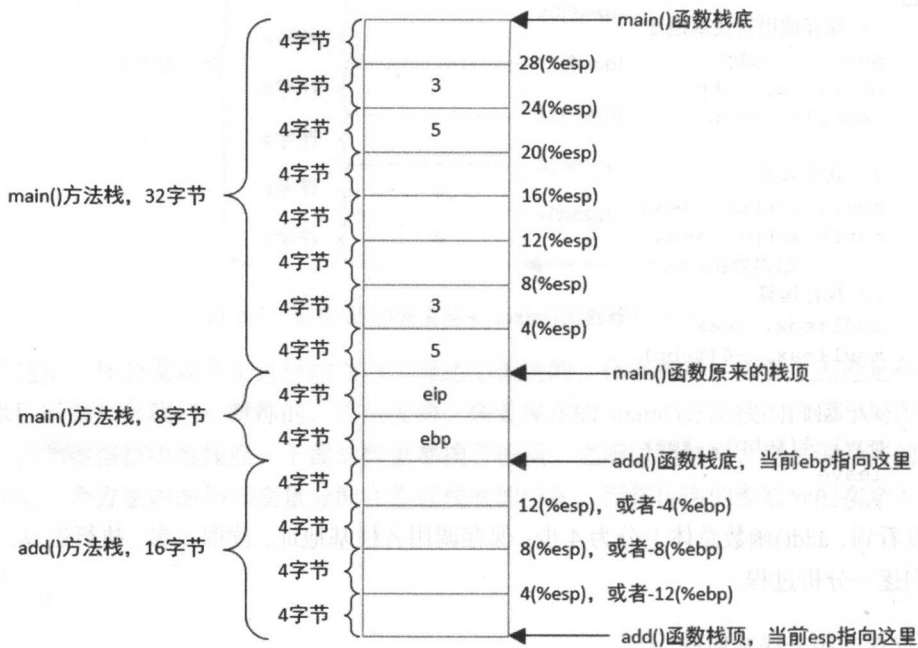 4字节
main()函数栈底
28(%esp)
4字节
3
24(%esp)
4字节
5
20(%esp)
4字节
16(%esp)
main()方法栈，32字节
4字节
12(%esp)
4字节
8(%esp)
4字节
3
4(%esp)
4字节
5
main()函数原来的栈顶
4字节
eip
main()方法栈，8字节
4字节
ebp
add()函数栈底，当前ebp指向这里
4字节
12(%esp)，或者-4(%ebp)
4字节
add()方法栈，16字节
8(%esp)，或者-8(%ebp)
4字节
4(%esp)，或者-12(%ebp)
4字节
add()函数栈顶，当前esp指向这里